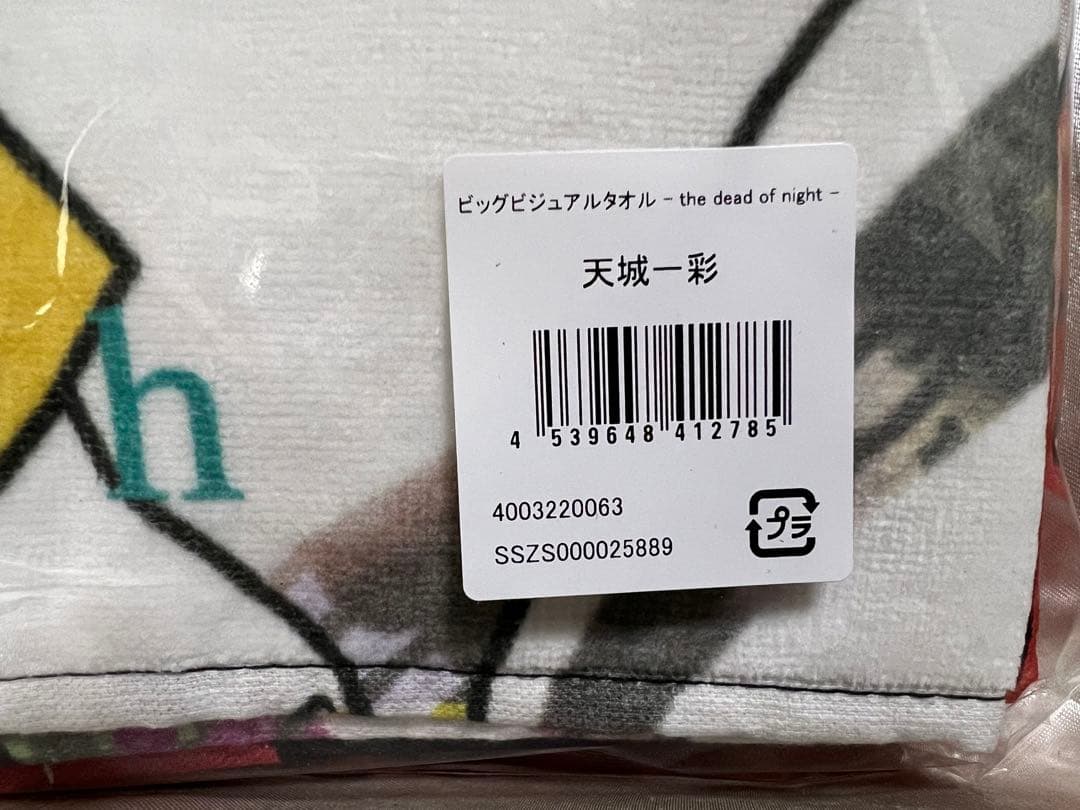 ビッグビジュアルタオル - the dead of night -
天城一彩
4 539648 412785
4003220063
SSZS000025889
プラ
h